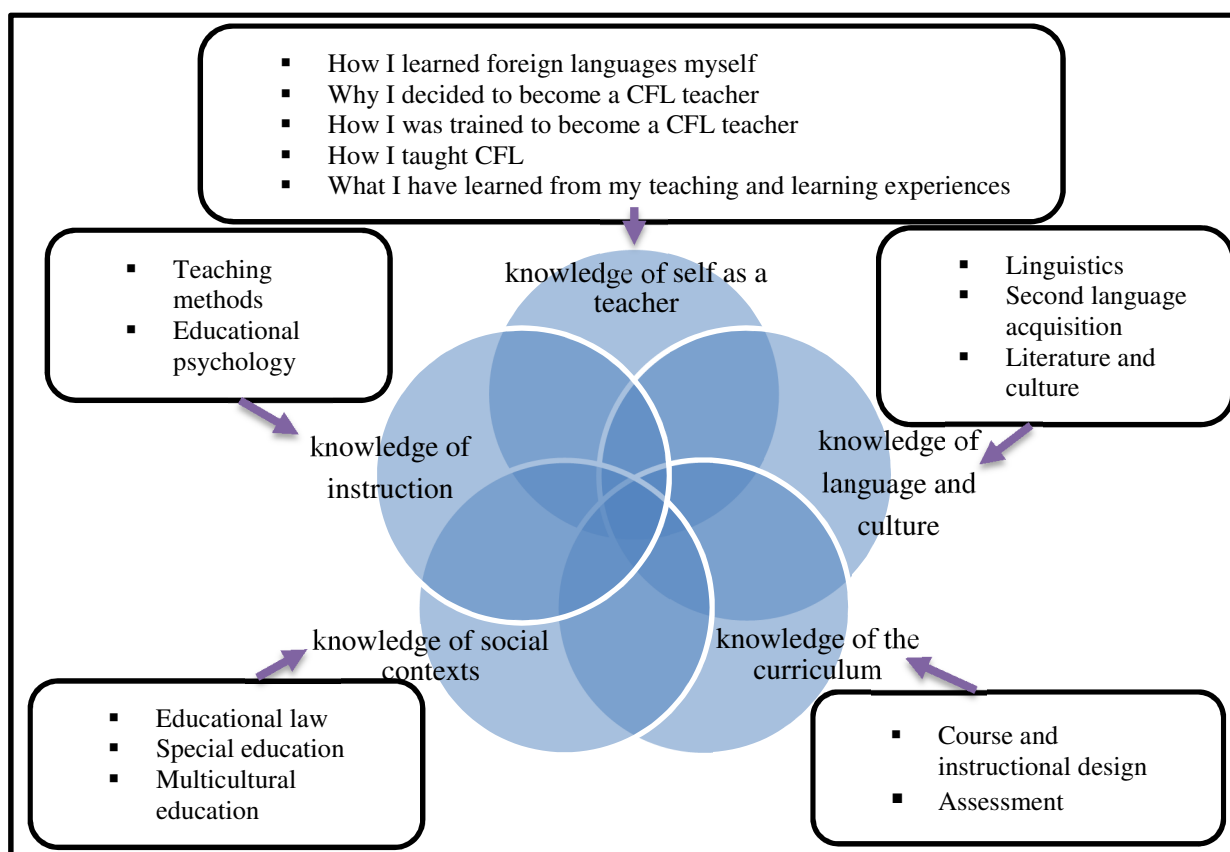 ▪ How I learned foreign languages myself
▪ Why I decided to become a CFL teacher
▪ How I was trained to become a CFL teacher
▪ How I taught CFL
▪ What I have learned from my teaching and learning experiences
▪ Teaching
methods
▪ Educational
psychology
knowledge of self as a
teacher
▪ Linguistics
▪ Second language
acquisition
▪ Literature and
culture
knowledge of
instruction
knowledge of
language and
culture
knowledge of social
contexts
knowledge of the
curriculum
▪ Educational law
▪ Special education
▪ Multicultural
education
▪ Course and
instructional design
▪ Assessment